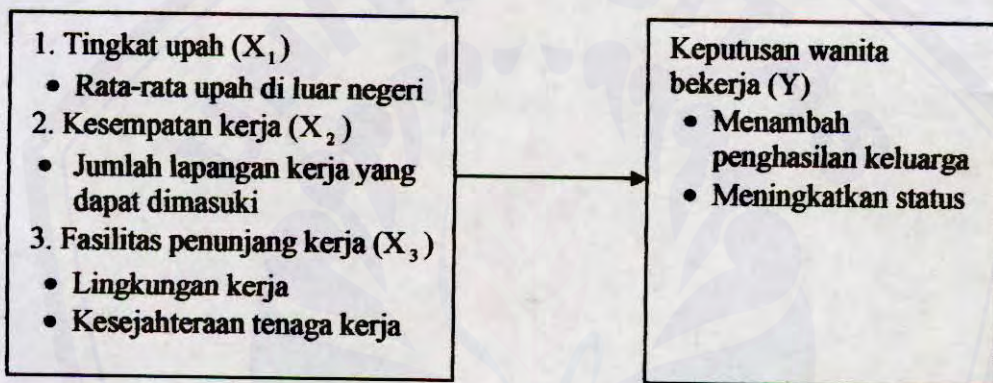 1. Tingkat upah (X₁)
• Rata-rata upah di luar negeri
2. Kesempatan kerja (X₂)
• Jumlah lapangan kerja yang
dapat dimasuki
3. Fasilitas penunjang kerja (X₃)
• Lingkungan kerja
• Kesejahteraan tenaga kerja
Keputusan wanita
bekerja (Y)
• Menambah
penghasilan keluarga
• Meningkatkan status